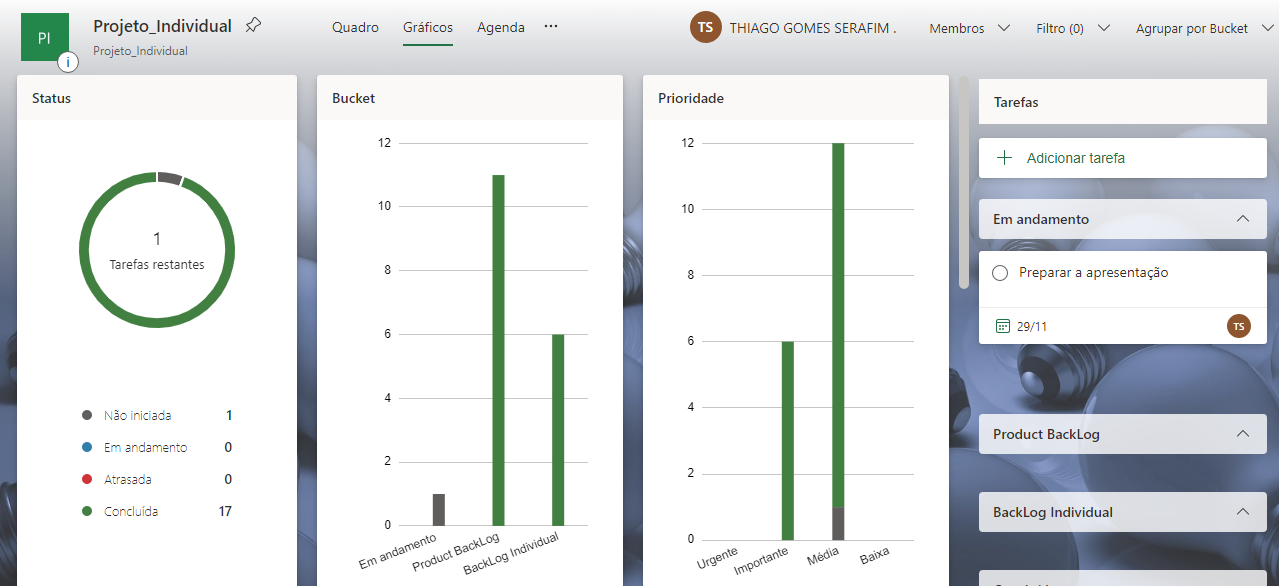 PI
Projeto_Individual
Projeto_Individual
i
Quadro
Gráficos
Agenda
...
TS
THIAGO GOMES SERAFIM .
Membros
Filtro (0)
Agrupar por Bucket
Status
1
Tarefas restantes
Não iniciada 1
Em andamento 0
Atrasada 0
Concluída 17
Bucket
12
10
8
6
4
2
0
Em andamento
Product BackLog
BackLog Individual
Prioridade
12
10
8
6
4
2
0
Urgente
Importante
Média
Baixa
Tarefas
Adicionar tarefa
Em andamento
Preparar a apresentação
29/11
TS
Product BackLog
BackLog Individual